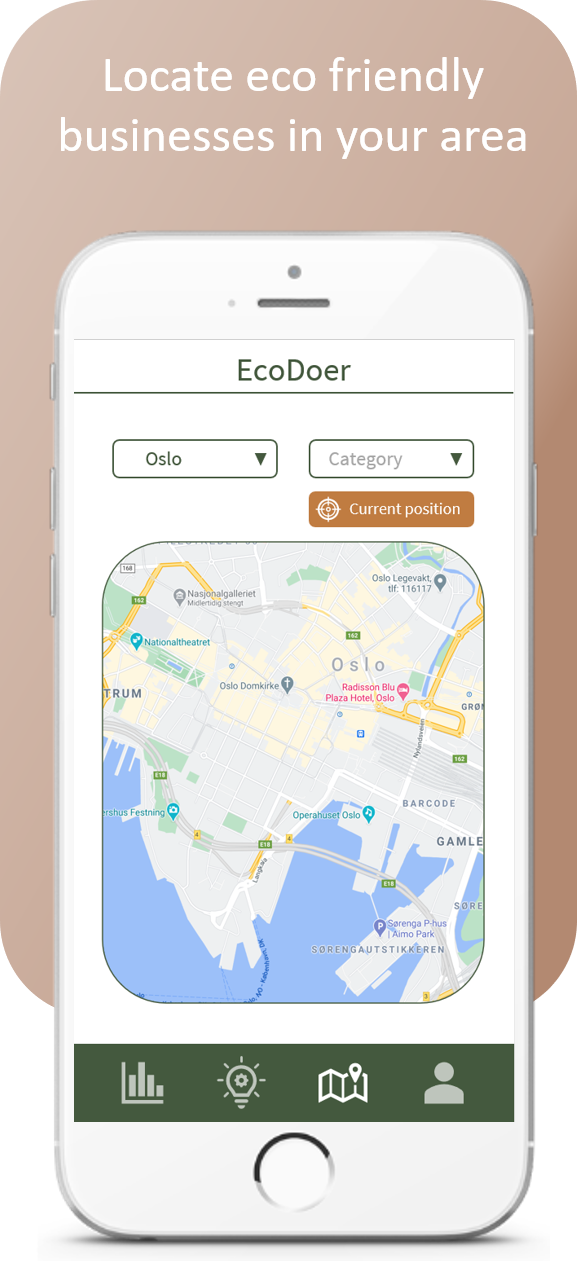 Locate eco friendly
businesses in your area
EcoDoer
Oslo
Category
Current position
168
Nasjonalgalleriet
Midlertidig stengt
Oslo Legevakt,
tlf: 116117
162
162
Nationaltheatret
Oslo
Oslo Domkirke
Radisson Blu
Plaza Hotel, Oslo
TRUM
GRØN
Nylandsveien
162
E18
BARCODE
ershus Festning
Operahuset Oslo
4
4
E18
GAMLE
Langkaia
E18
SØRE
Sørenga P-hus
| Aimo Park
SØRENGAUTSTIKKEREN
3